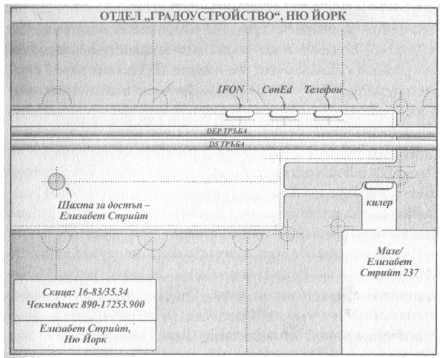 ОТДЕЛ „ГРАДОУСТРОЙСТВО“, НЮ ЙОРК
IFON ConEd Телефон
DEP ТРЪБА
DS ТРЪБА
Шахта за достъп –
Елизабет Стрийт
килер
Мазе/
Елизабет
Стрийт 237
Скица: 16-83/35.34
Чекмедже: 890-17253.900
Елизабет Стрийт,
Ню Йорк